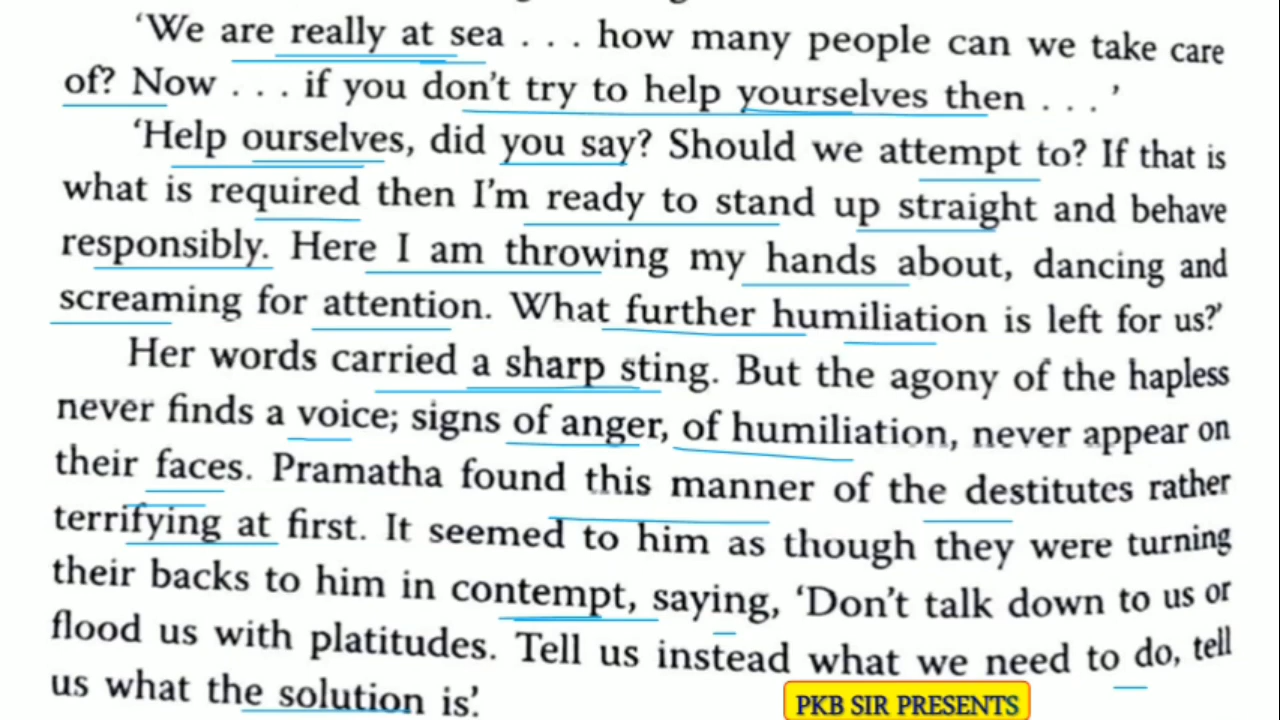 ‘We are really at sea . . . how many people can we take care
of? Now . . . if you don’t try to help yourselves then . . . ’
‘Help ourselves, did you say? Should we attempt to? If that is
what is required then I’m ready to stand up straight and behave
responsibly. Here I am throwing my hands about, dancing and
screaming for attention. What further humiliation is left for us?’
Her words carried a sharp sting. But the agony of the hapless
never finds a voice; signs of anger, of humiliation, never appear on
their faces. Pramatha found this manner of the destitutes rather
terrifying at first. It seemed to him as though they were turning
their backs to him in contempt, saying, ‘Don’t talk down to us or
flood us with platitudes. Tell us instead what we need to do, tell
us what the solution is.’
PKB SIR PRESENTS